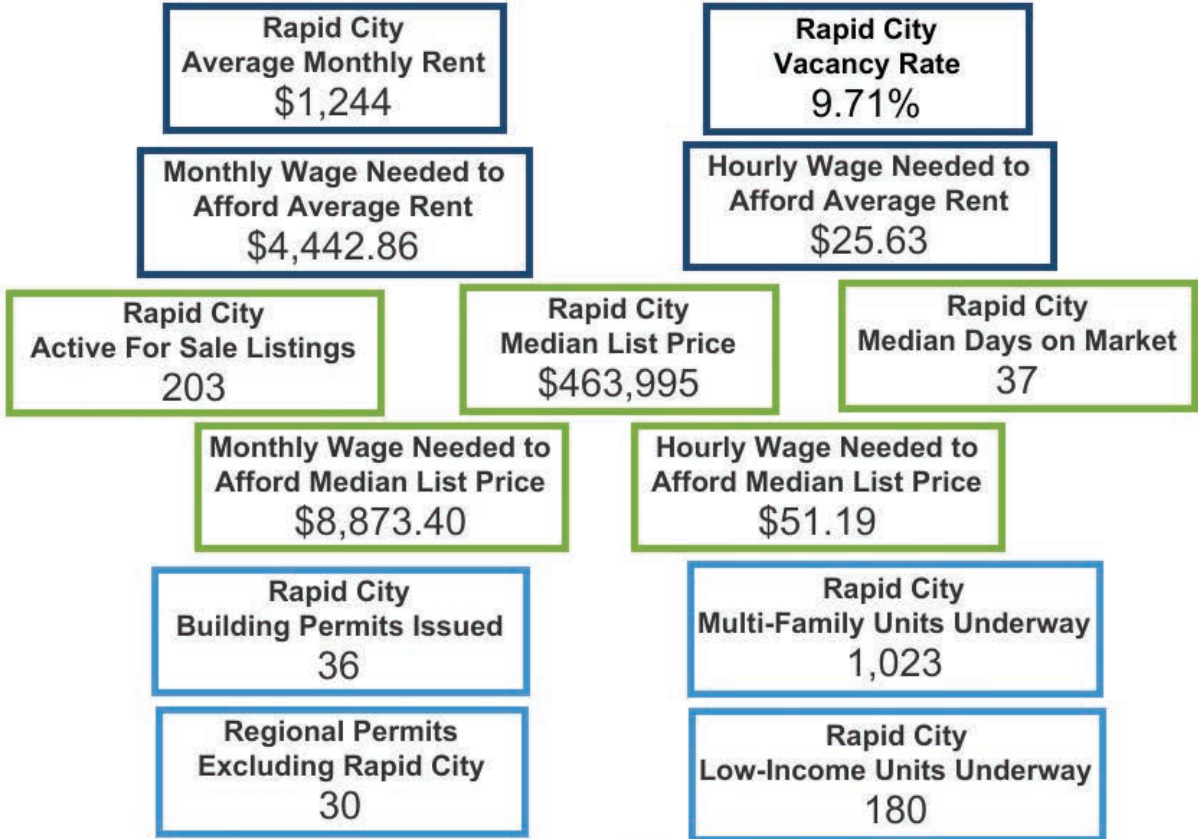 Rapid City
Average Monthly Rent
$1,244
Rapid City
Vacancy Rate
9.71%
Monthly Wage Needed to
Afford Average Rent
$4,442.86
Hourly Wage Needed to
Afford Average Rent
$25.63
Rapid City
Active For Sale Listings
203
Rapid City
Median List Price
$463,995
Rapid City
Median Days on Market
37
Monthly Wage Needed to
Afford Median List Price
$8,873.40
Hourly Wage Needed to
Afford Median List Price
$51.19
Rapid City
Building Permits Issued
36
Rapid City
Multi-Family Units Underway
1,023
Regional Permits
Excluding Rapid City
30
Rapid City
Low-Income Units Underway
180